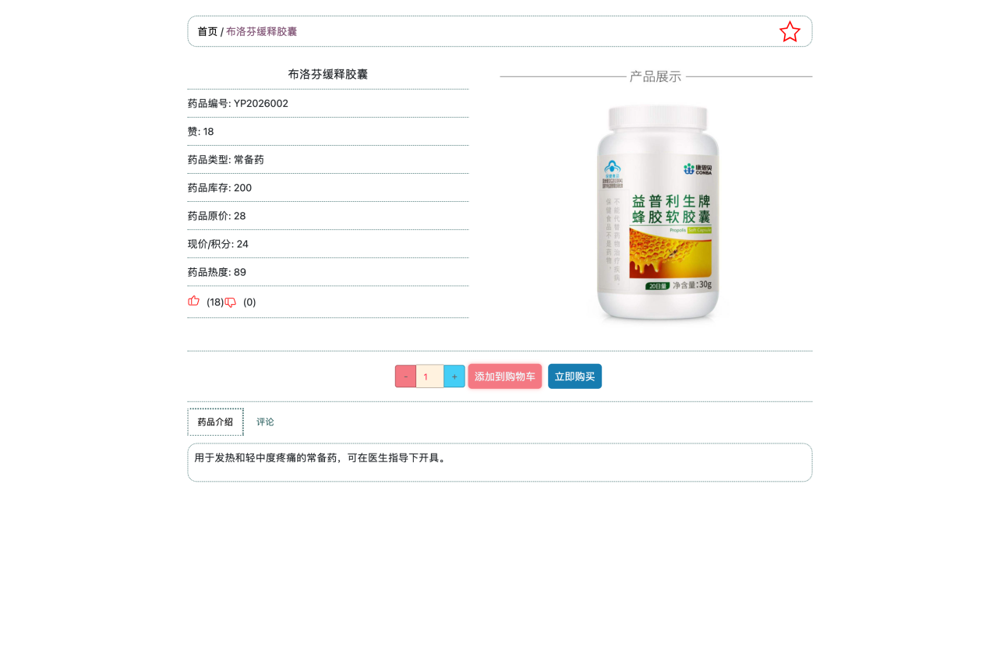 首页 / 布洛芬缓释胶囊
布洛芬缓释胶囊
药品编号: YP2026002
赞: 18
药品类型: 常备药
药品库存: 200
药品原价: 28
现价/积分: 24
药品热度: 89
(18) (0)
产品展示
康恩贝
CONBA
益普利生牌
蜂胶软胶囊
Propolis Soft Capsules
不能代替药物治疗疾病。
保健食品不是药物，
20日量 净含量:30g
- 1 + 添加到购物车 立即购买
药品介绍 评论
用于发热和轻中度疼痛的常备药，可在医生指导下开具。